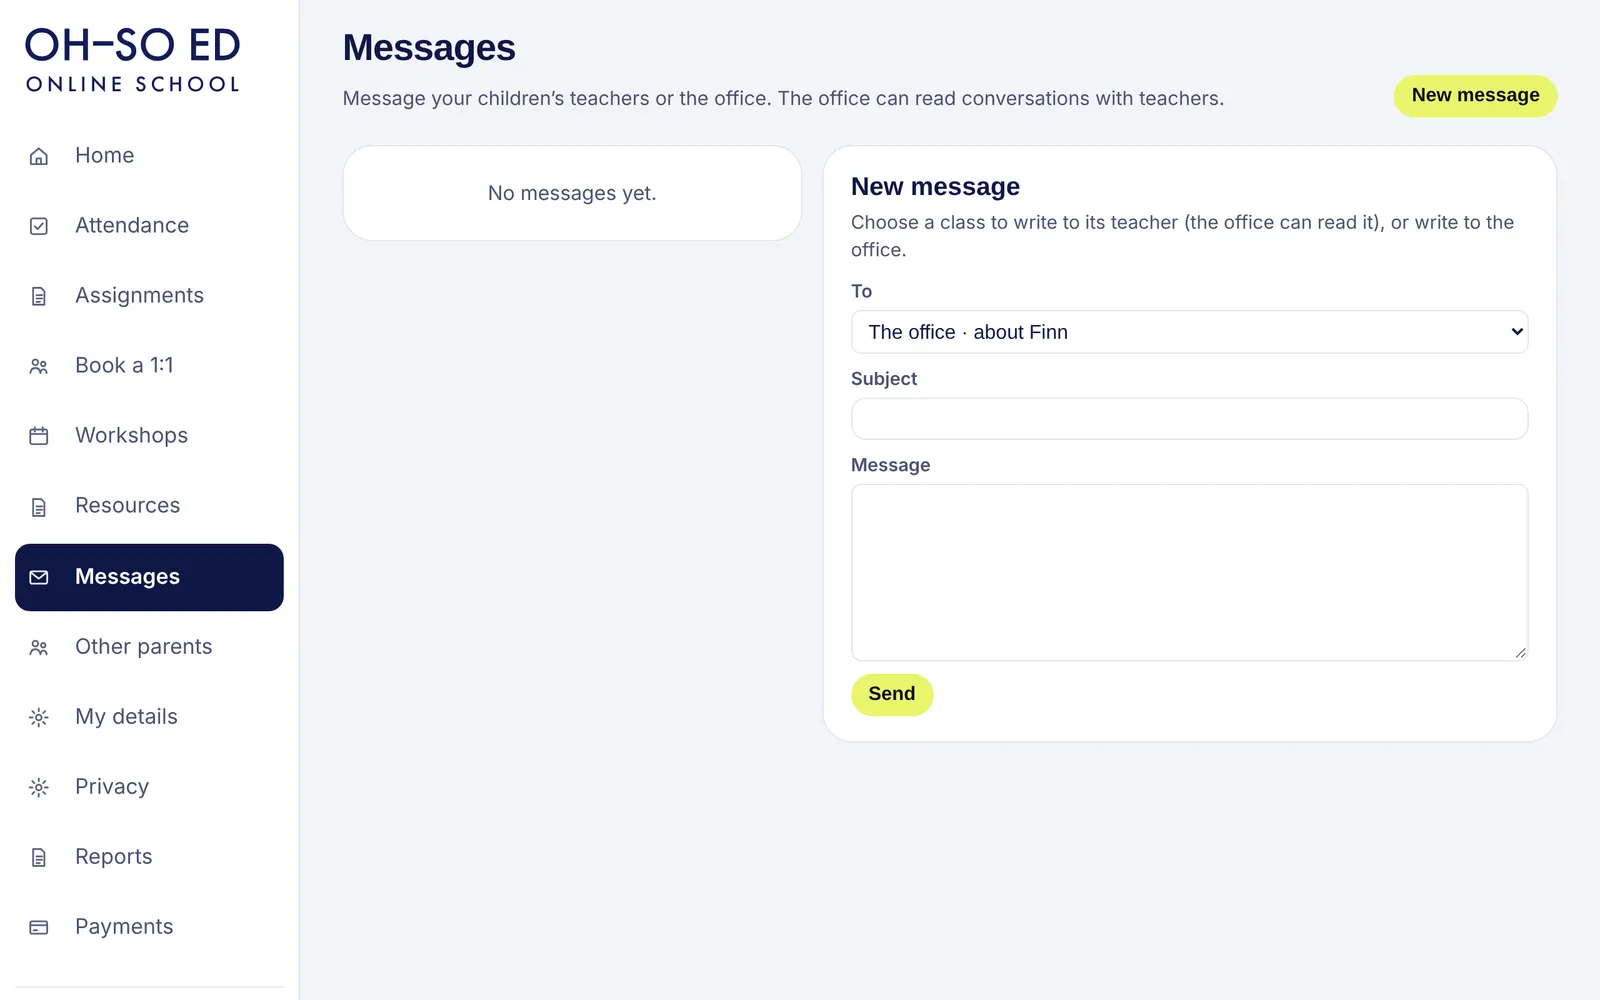 OH–SO ED
ONLINE SCHOOL
Home
Attendance
Assignments
Book a 1:1
Workshops
Resources
Messages
Other parents
My details
Privacy
Reports
Payments
Messages
Message your children’s teachers or the office. The office can read conversations with teachers.
New message
No messages yet.
New message
Choose a class to write to its teacher (the office can read it), or write to the
office.
To
The office · about Finn
Subject
Message
Send